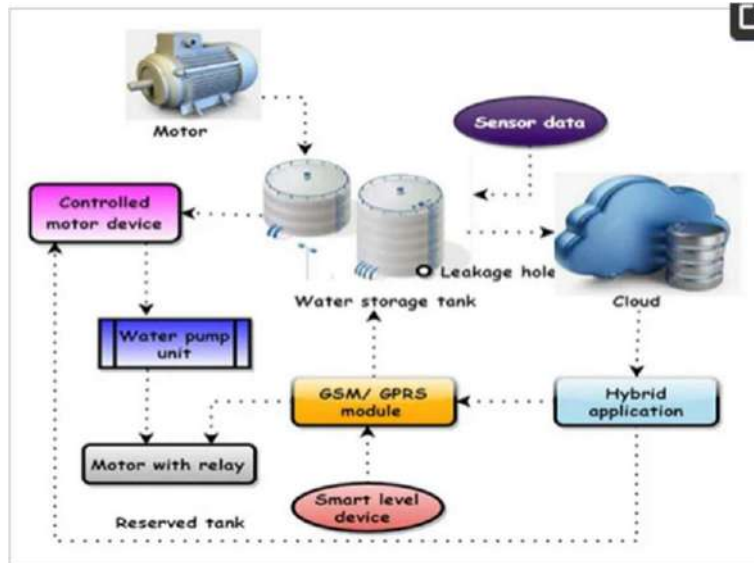 Motor
Sensor data
Controlled
motor device
Leakage hole
Water storage tank
Cloud
Water pump
unit
GSM/ GPRS
module
Hybrid
application
Motor with relay
Smart level
device
Reserved tank